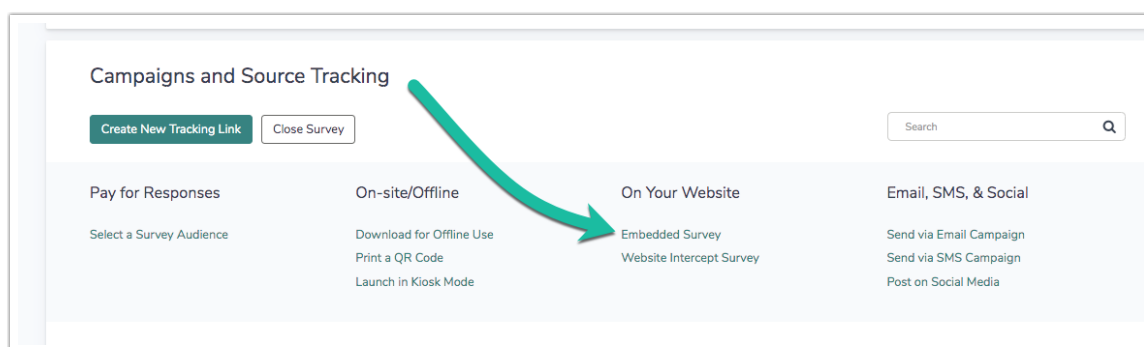 Campaigns and Source Tracking
Create New Tracking Link
Close Survey
Search
Pay for Responses
Select a Survey Audience
On-site/Offline
Download for Offline Use
Print a QR Code
Launch in Kiosk Mode
On Your Website
Embedded Survey
Website Intercept Survey
Email, SMS, & Social
Send via Email Campaign
Send via SMS Campaign
Post on Social Media